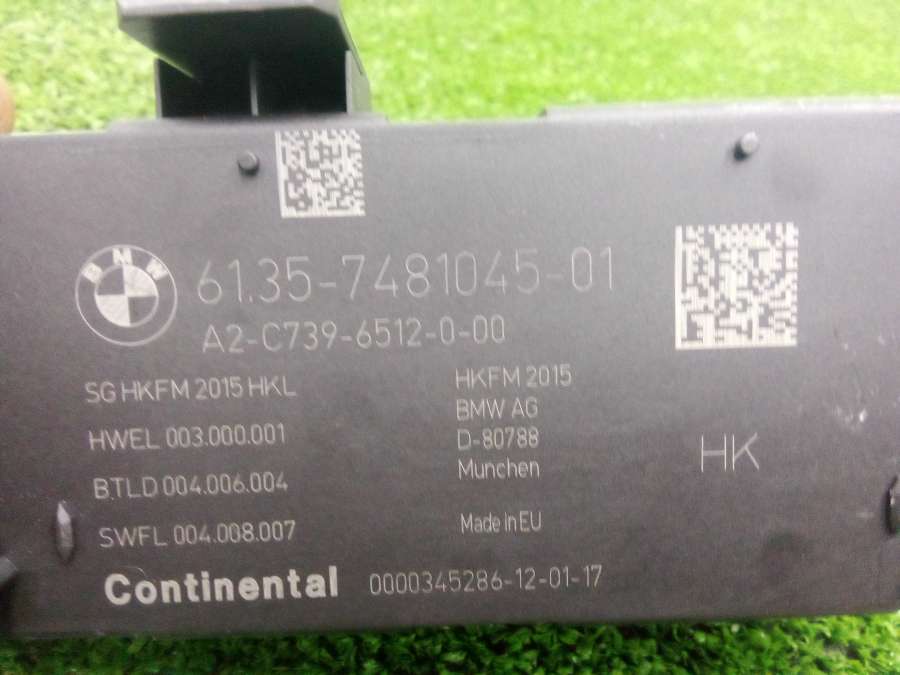 BMW
61.35-7481045-01
A2-C739-6512-0-00
SG HKFM 2015 HKL
HWEL 003.000.001
BTLD 004.006.004
SWFL 004.008.007
HKFM 2015
BMW AG
D-80788
Munchen
Made in EU
HK
Continental 0000345286-12-01-17